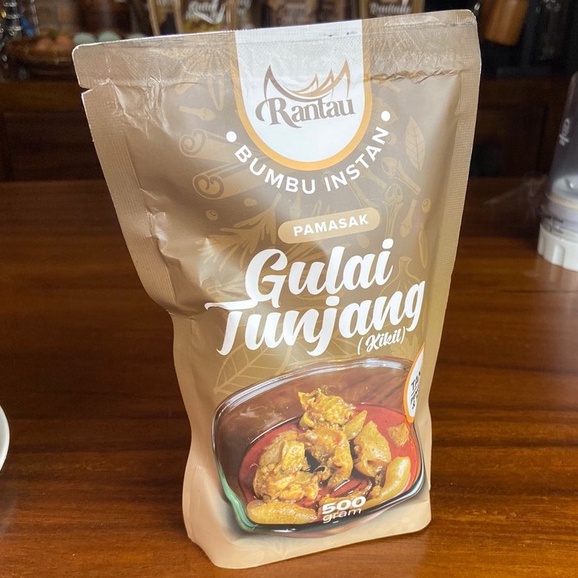 Rantau
BUMBU INSTAN
PAMASAK
Gulai
Tunjang
(Kikil)
500
gram